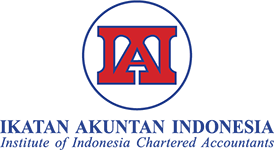 IAI
IKATAN AKUNTAN INDONESIA
Institute of Indonesia Chartered Accountants